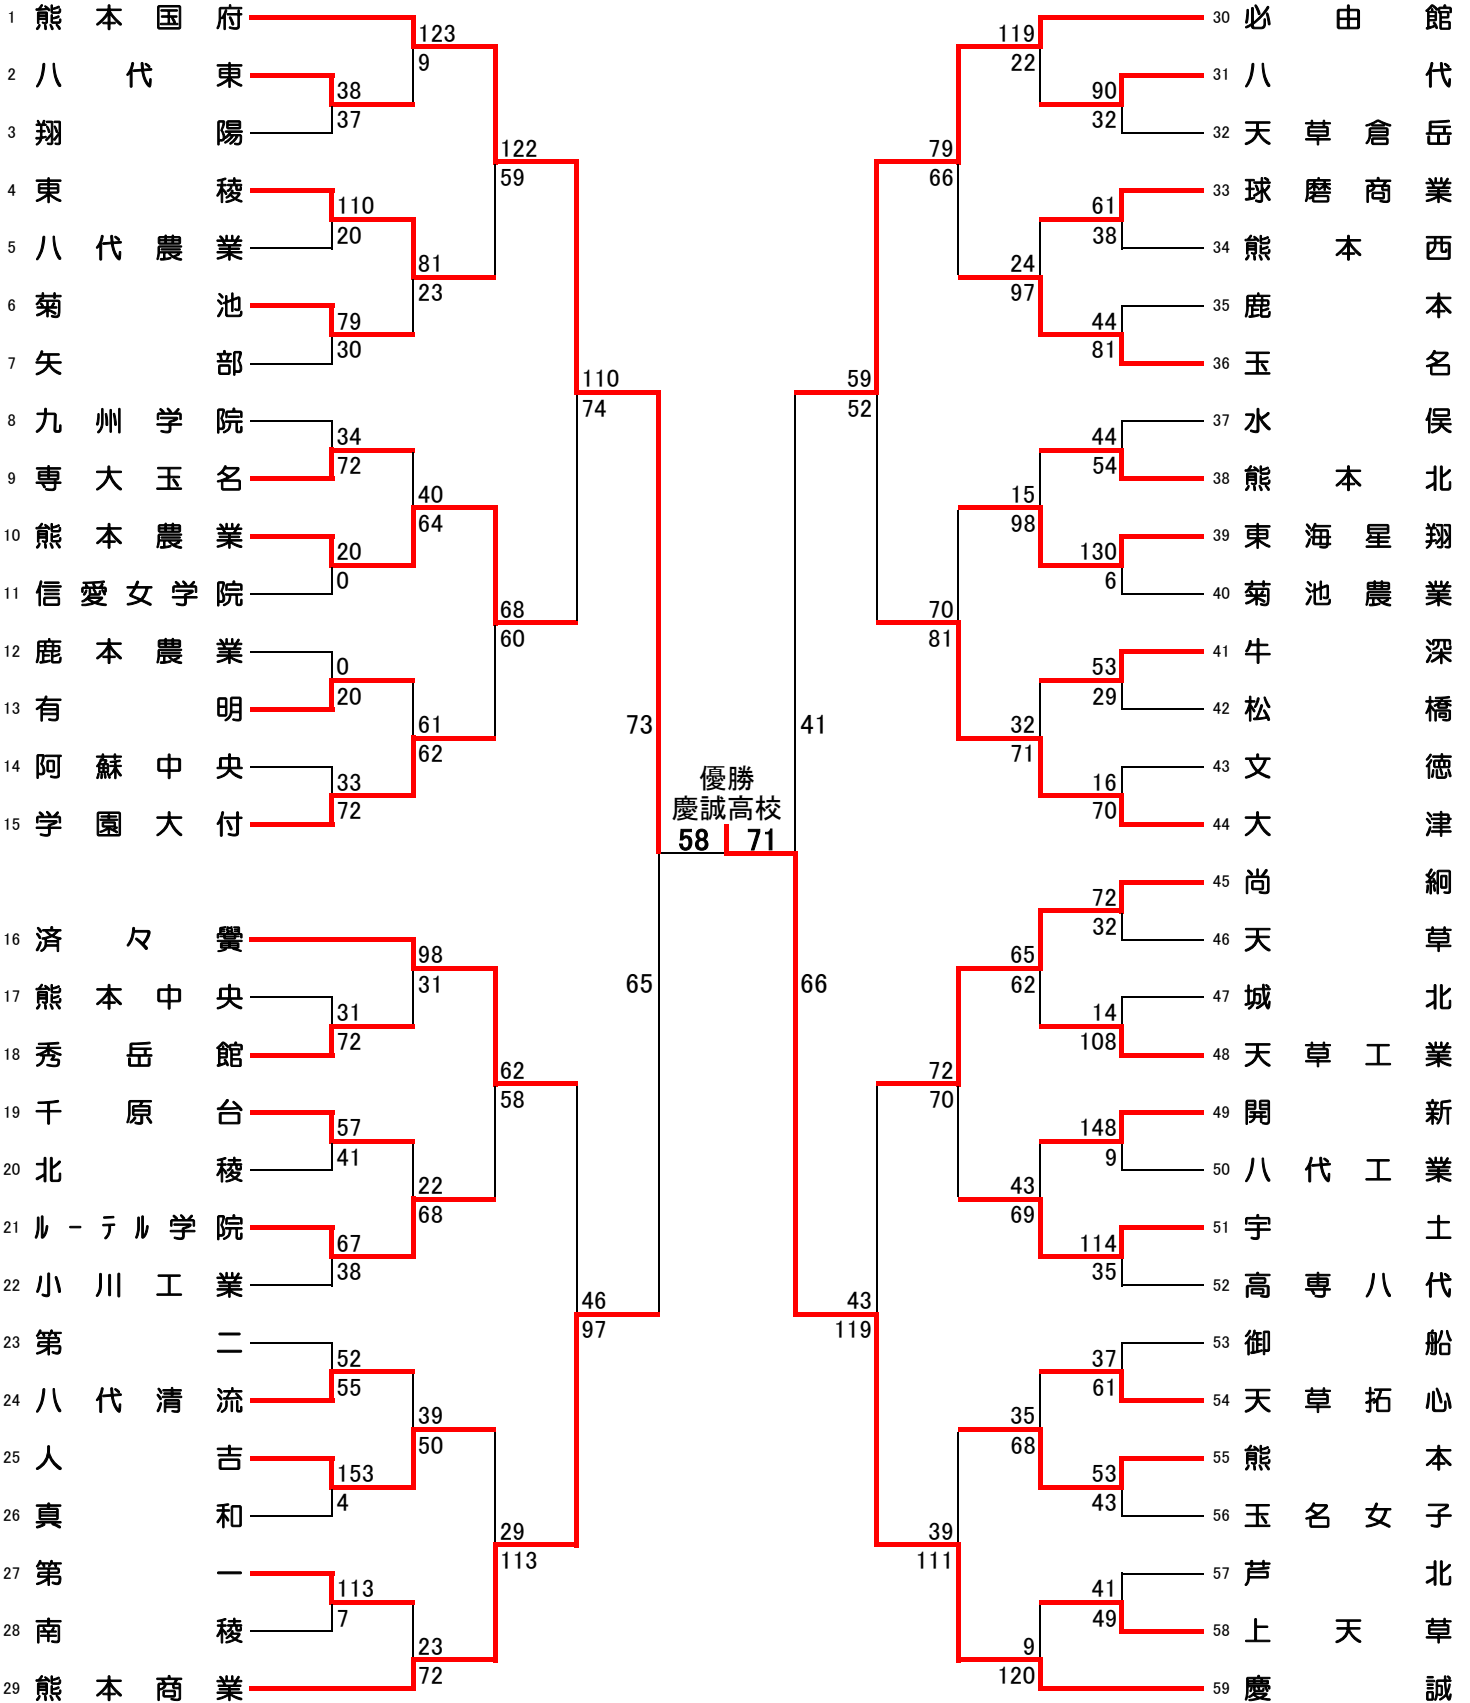 1 熊本国府
2 八代東
3 翔陽
4 東稜
5 八代農業
6 菊池
7 矢部
8 九州学院
9 専大玉名
10 熊本農業
11 信愛女学院
12 鹿本農業
13 有明
14 阿蘇中央
15 学園大付
16 済々黌
17 熊本中央
18 秀岳館
19 千原台
20 北稜
21 ﾙｰﾃﾙ学院
22 小川工業
23 第二
24 八代清流
25 人吉
26 真和
27 第一
28 南稜
29 熊本商業
38
37
110
20
79
30
34
72
20
0
0
20
33
72
31
72
57
41
67
38
52
55
153
4
113
7
123
9
81
23
40
64
61
62
98
31
22
68
39
50
23
72
122
59
68
60
62
58
29
113
110
74
46
97
73
65
優勝
慶誠高校
58 71
41
66
59
52
43
119
79
66
70
81
72
70
39
111
119
22
24
97
15
98
32
71
65
62
43
69
35
68
9
120
90
32
61
38
44
81
44
54
130
6
53
29
16
70
72
32
14
108
148
9
114
35
37
61
53
43
41
49
30 必由館
31 八代
32 天草倉岳
33 球磨商業
34 熊本西
35 鹿本
36 玉名
37 水俣
38 熊本北
39 東海星翔
40 菊池農業
41 牛深
42 松橋
43 文徳
44 大津
45 尚絅
46 天草
47 城北
48 天草工業
49 開新
50 八代工業
51 宇土
52 高専八代
53 御船
54 天草拓心
55 熊本
56 玉名女子
57 芦北
58 上天草
59 慶誠